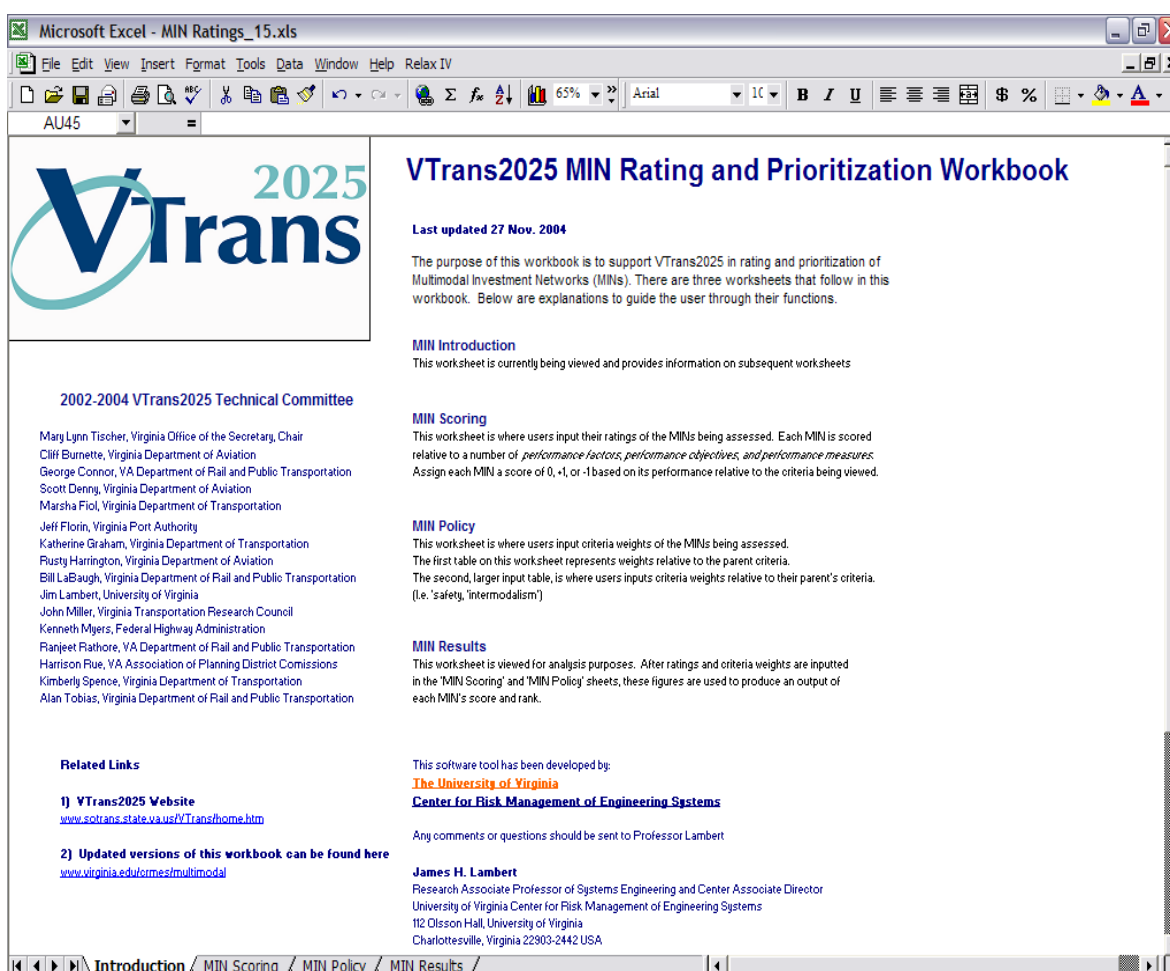 Microsoft Excel - MIN Ratings_15.xls
File Edit View Insert Format Tools Data Window Help Relax IV
65% Arial 10 B I U $ %
AU45 =
2025
VTrans
VTrans2025 MIN Rating and Prioritization Workbook
Last updated 27 Nov. 2004
The purpose of this workbook is to support VTrans2025 in rating and prioritization of
Multimodal Investment Networks (MINs). There are three worksheets that follow in this
workbook. Below are explanations to guide the user through their functions.
MIN Introduction
This worksheet is currently being viewed and provides information on subsequent worksheets
2002-2004 VTrans2025 Technical Committee
Mary Lynn Tischer, Virginia Office of the Secretary, Chair
Cliff Burnette, Virginia Department of Aviation
George Connor, VA Department of Rail and Public Transportation
Scott Denny, Virginia Department of Aviation
Marsha Fiol, Virginia Department of Transportation
Jeff Florin, Virginia Port Authority
Katherine Graham, Virginia Department of Transportation
Rusty Harrington, Virginia Department of Aviation
Bill LaBaugh, Virginia Department of Rail and Public Transportation
Jim Lambert, University of Virginia
John Miller, Virginia Transportation Research Council
Kenneth Myers, Federal Highway Administration
Ranjeet Rathore, VA Department of Rail and Public Transportation
Harrison Rue, VA Association of Planning District Comissions
Kimberly Spence, Virginia Department of Transportation
Alan Tobias, Virginia Department of Rail and Public Transportation
MIN Scoring
This worksheet is where users input their ratings of the MINs being assessed. Each MIN is scored
relative to a number of performance factors, performance objectives, and performance measures.
Assign each MIN a score of 0, +1, or -1 based on its performance relative to the criteria being viewed.
MIN Policy
This worksheet is where users input criteria weights of the MINs being assessed.
The first table on this worksheet represents weights relative to the parent criteria.
The second, larger input table, is where users inputs criteria weights relative to their parent's criteria.
(I.e. 'safety, 'intermodalism')
MIN Results
This worksheet is viewed for analysis purposes. After ratings and criteria weights are inputted
in the 'MIN Scoring' and 'MIN Policy' sheets, these figures are used to produce an output of
each MIN's score and rank.
Related Links
1) VTrans2025 Website
www.sotrans.state.va.us/VTrans/home.htm
2) Updated versions of this workbook can be found here
www.virginia.edu/crmes/multimodal
This software tool has been developed by:
The University of Virginia
Center for Risk Management of Engineering Systems
Any comments or questions should be sent to Professor Lambert
James H. Lambert
Research Associate Professor of Systems Engineering and Center Associate Director
University of Virginia Center for Risk Management of Engineering Systems
112 Olsson Hall, University of Virginia
Charlottesville, Virginia 22903-2442 USA
Introduction / MIN Scoring / MIN Policy / MIN Results /